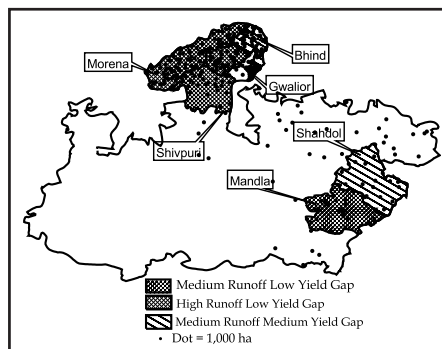 Bhind
Morena
Gwalior
Shahdol
Shivpuri
Mandla
Medium Runoff Low Yield Gap
High Runoff Low Yield Gap
Medium Runoff Medium Yield Gap
Dot = 1,000 ha